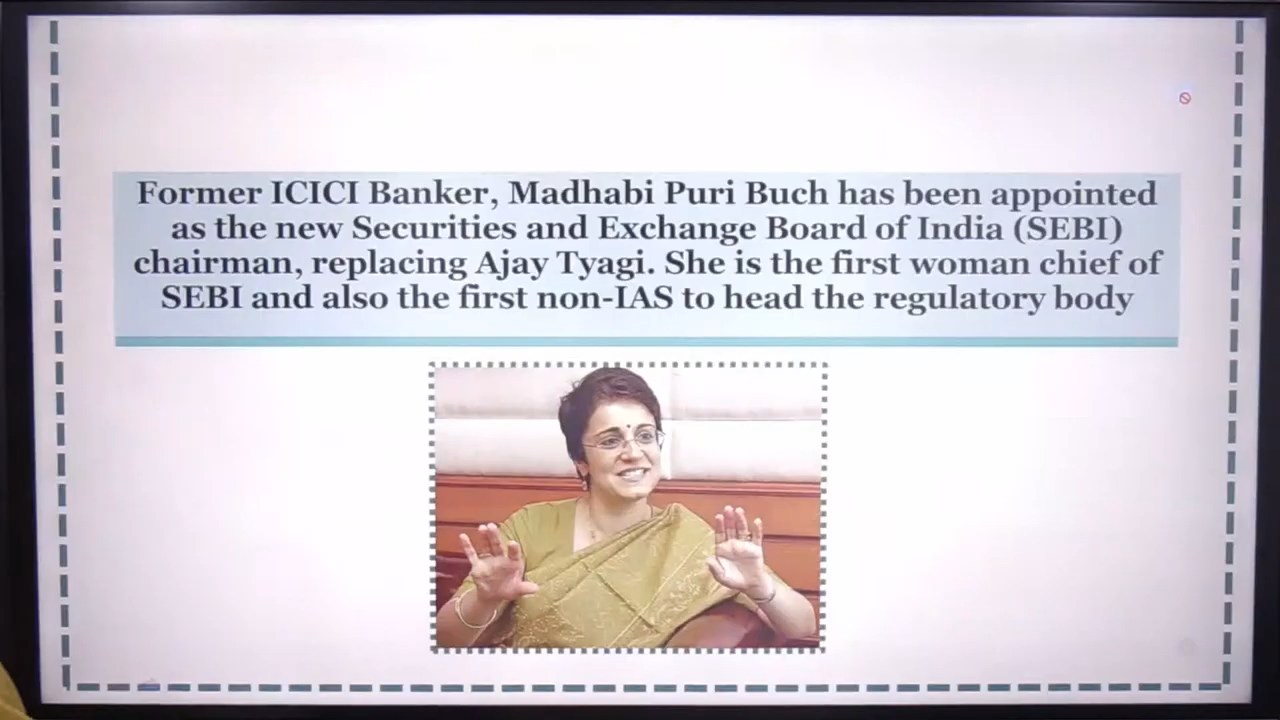 Former ICICI Banker, Madhabi Puri Buch has been appointed
as the new Securities and Exchange Board of India (SEBI)
chairman, replacing Ajay Tyagi. She is the first woman chief of
SEBI and also the first non-IAS to head the regulatory body